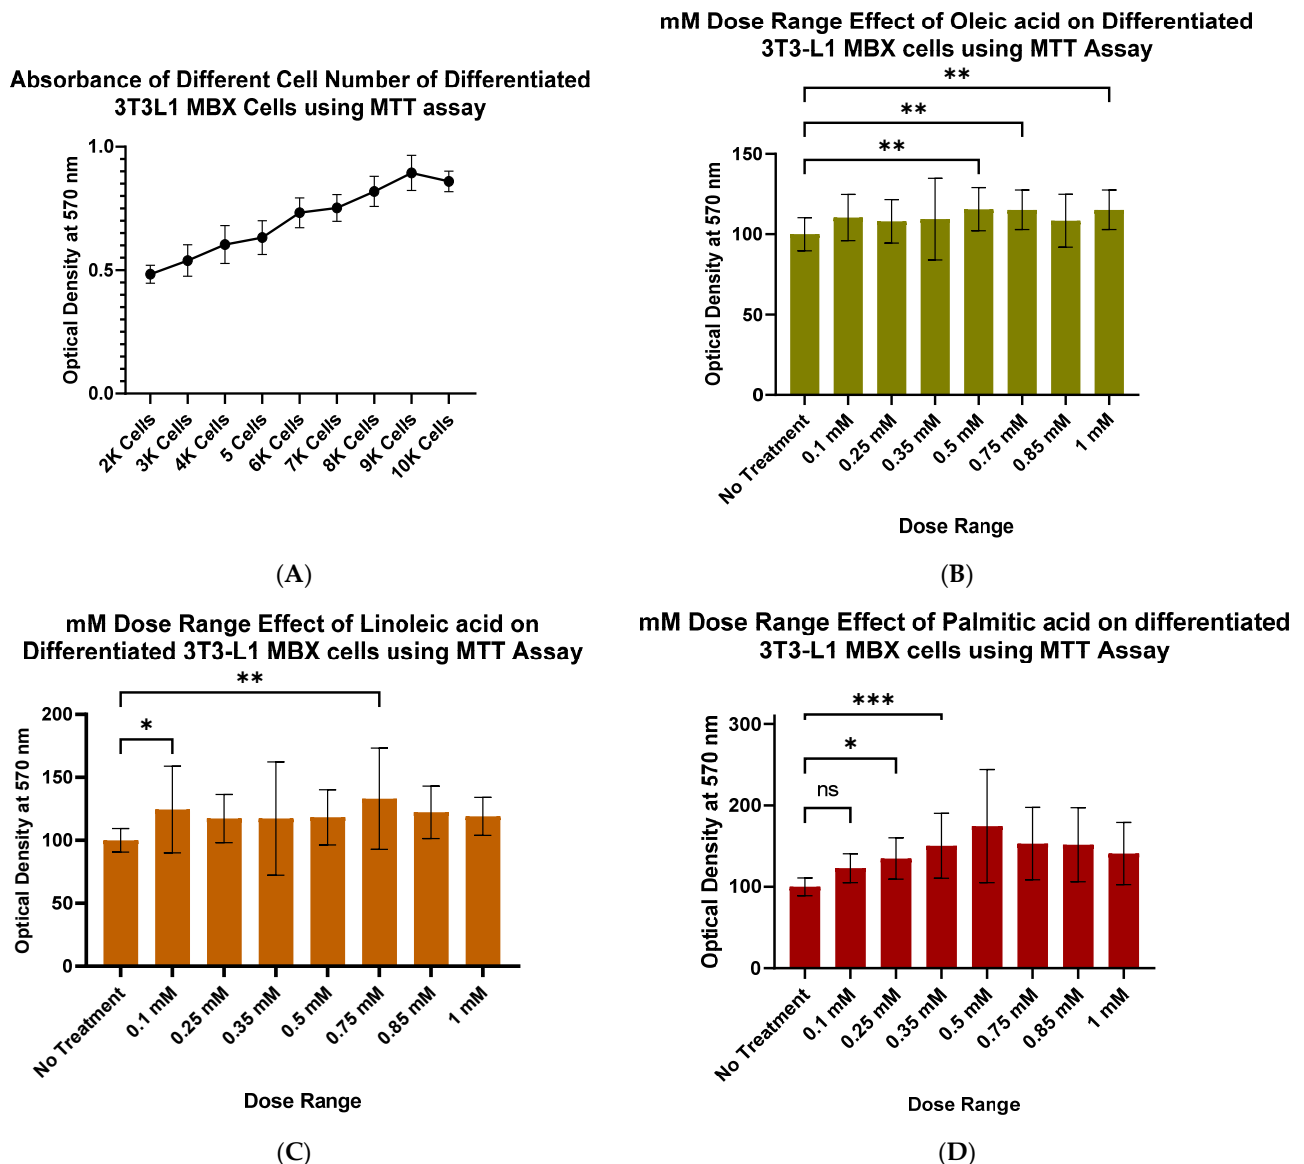 Absorbance of Different Cell Number of Differentiated
3T3L1 MBX Cells using MTT assay
Optical Density at 570 nm
1.0
0.5
0.0
2K Cells
3K Cells
4K Cells
5 Cells
6K Cells
7K Cells
8K Cells
9K Cells
10K Cells
(A)
mM Dose Range Effect of Oleic acid on Differentiated
3T3-L1 MBX cells using MTT Assay
**
**
**
Optical Density at 570 nm
150
100
50
0
No Treatment
0.1 mM
0.25 mM
0.35 mM
0.5 mM
0.75 mM
0.85 mM
1 mM
Dose Range
(B)
mM Dose Range Effect of Linoleic acid on
Differentiated 3T3-L1 MBX cells using MTT Assay
**
*
Optical Density at 570 nm
200
150
100
50
0
No Treatment
0.1 mM
0.25 mM
0.35 mM
0.5 mM
0.75 mM
0.85 mM
1 mM
Dose Range
(C)
mM Dose Range Effect of Palmitic acid on differentiated
3T3-L1 MBX cells using MTT Assay
***
*
ns
Optical Density at 570 nm
300
200
100
0
No Treatment
0.1 mM
0.25 mM
0.35 mM
0.5 mM
0.75 mM
0.85 mM
1 mM
Dose Range
(D)